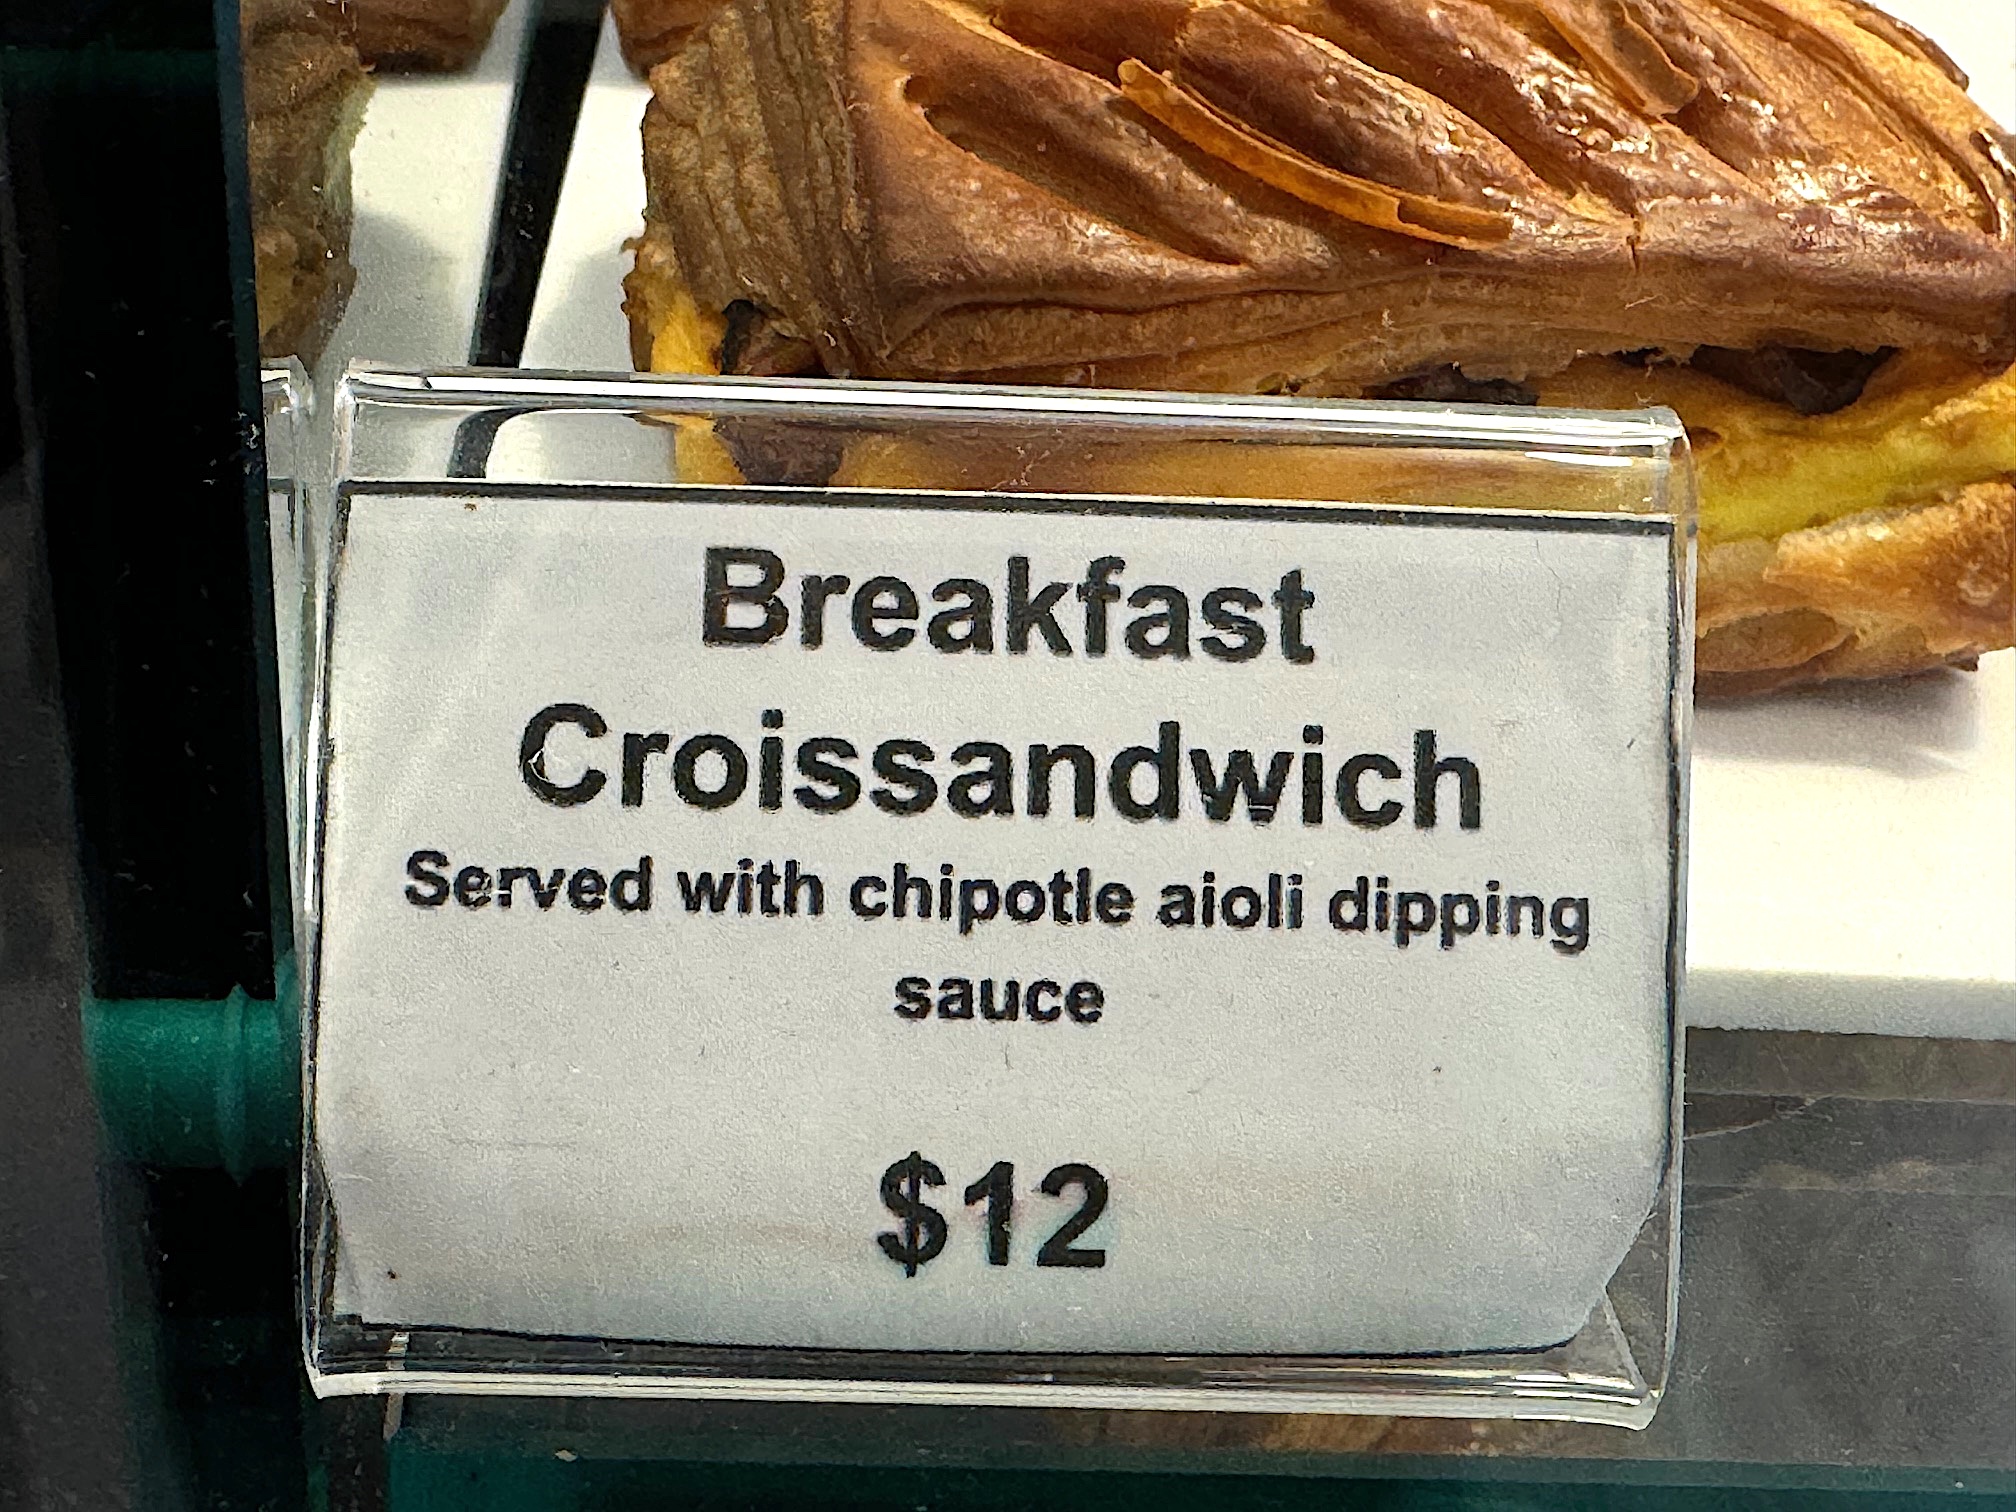 Breakfast
Croissandwich
Served with chipotle aioli dipping
sauce
$12